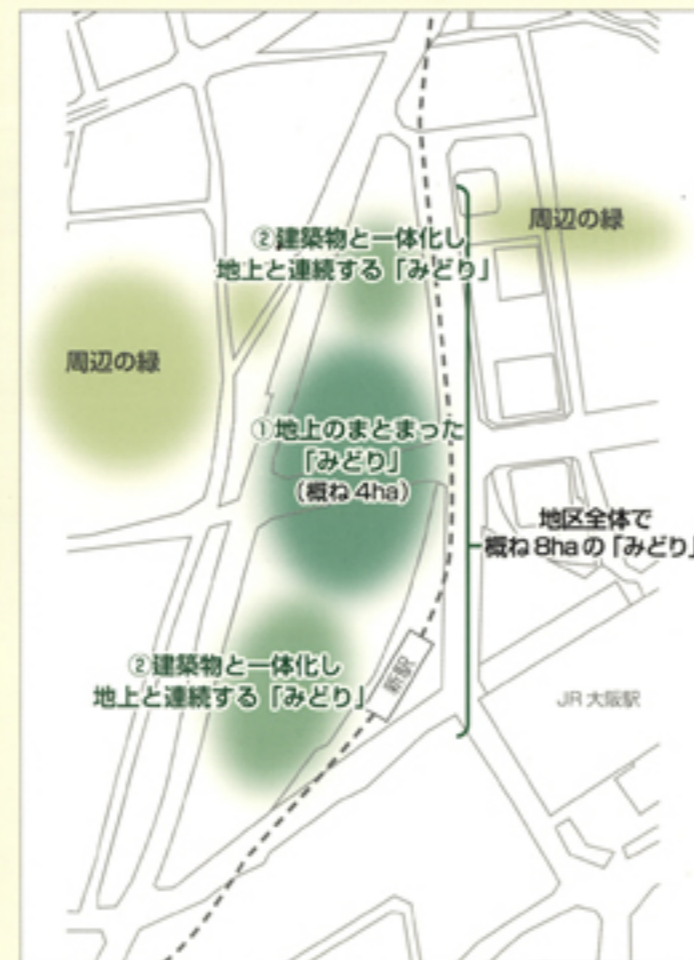 周辺の緑
②建築物と一体化し
地上と連続する「みどり」
周辺の緑
①地上のまとまった
「みどり」
（概ね4ha）
地区全体で
概ね8haの「みどり」
②建築物と一体化し
地上と連続する「みどり」
新駅
JR大阪駅